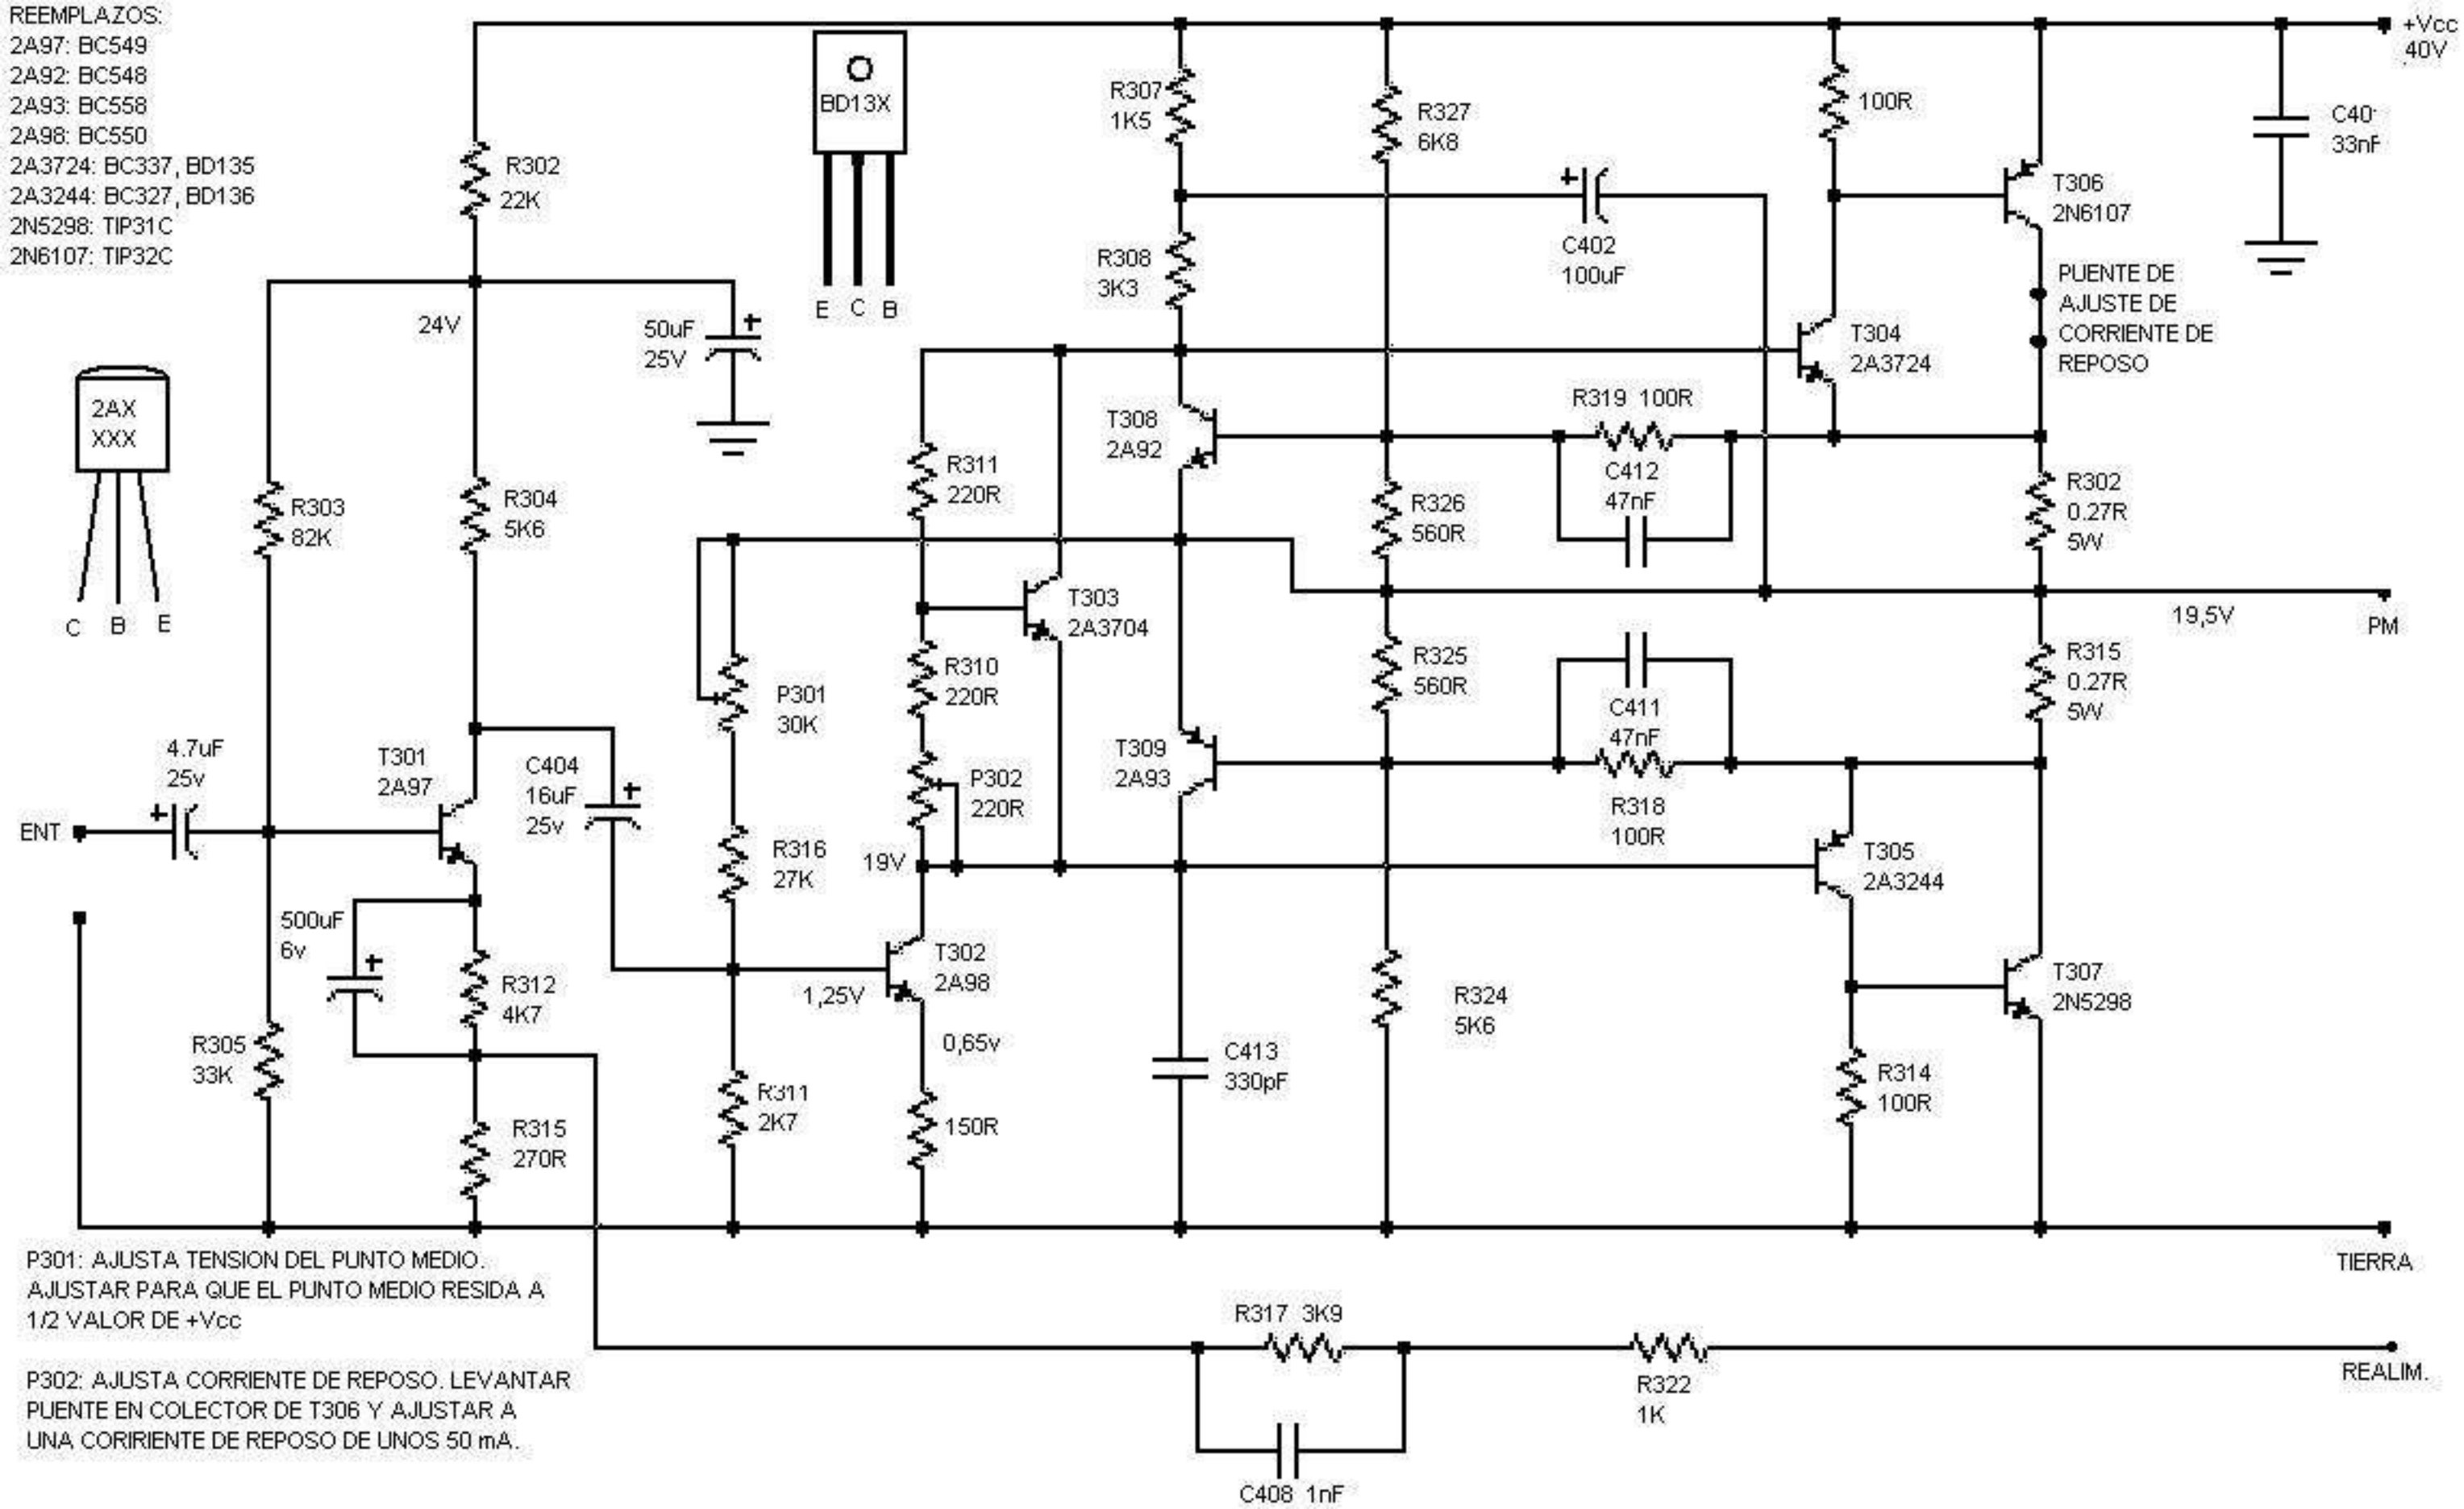 REEMPLAZOS:
2A97: BC549
2A92: BC548
2A93: BC558
2A98: BC550
2A3724: BC337, BD135
2A3244: BC327, BD136
2N5298: TIP31C
2N6107: TIP32C
BD13X
E C B
2AX
XXX
C B E
+Vcc
40V
R302
22K
R307
1K5
R327
6K8
100R
C40
33nF
T306
2N6107
C402
100uF
R308
3K3
PUENTE DE
AJUSTE DE
CORRIENTE DE
REPOSO
24V
50uF
25V
T304
2A3724
R319 100R
C412
47nF
T308
2A92
R311
220R
R326
560R
R302
0.27R
5W
R303
82K
R304
5K6
T303
2A3704
19,5V
PM
R310
220R
R325
560R
R315
0.27R
5W
P301
30K
C411
47nF
R318
100R
T309
2A93
P302
220R
4.7uF
25v
T301
2A97
C404
16uF
25v
ENT
R316
27K
19V
T305
2A3244
500uF
6v
R312
4K7
T302
2A98
1,25V
0,65v
R324
5K6
T307
2N5298
R305
33K
C413
330pF
R314
100R
R311
2K7
150R
R315
270R
TIERRA
P301: AJUSTA TENSION DEL PUNTO MEDIO.
AJUSTAR PARA QUE EL PUNTO MEDIO RESIDA A
1/2 VALOR DE +Vcc
R317 3K9
R322
1K
REALIM.
P302: AJUSTA CORRIENTE DE REPOSO. LEVANTAR
PUENTE EN COLECTOR DE T306 Y AJUSTAR A
UNA CORIRIENTE DE REPOSO DE UNOS 50 mA.
C408 1nF